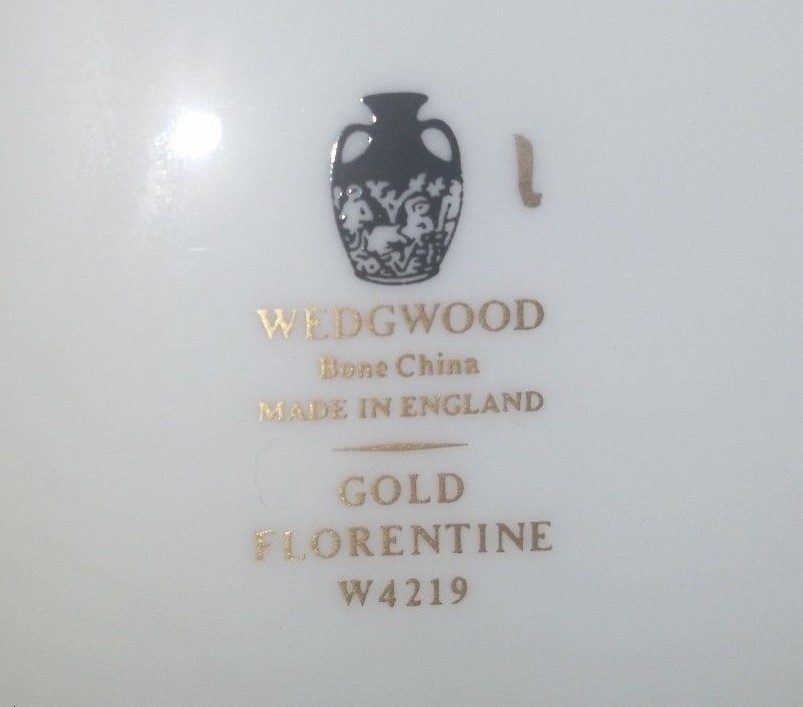 WEDGWOOD
Bone China
MADE IN ENGLAND
GOLD
FLORENTINE
W4219